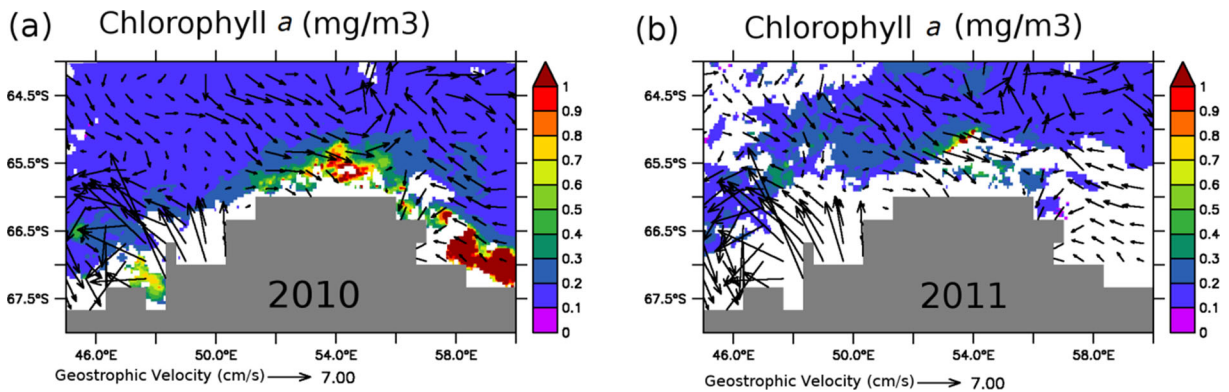 (a) Chlorophyll a (mg/m3)
64.5°S
65.5°S
66.5°S
67.5°S
46.0°E 50.0°E 54.0°E 58.0°E
2010
1
0.9
0.8
0.7
0.6
0.5
0.4
0.3
0.2
0.1
0
Geostrophic Velocity (cm/s) 7.00
(b) Chlorophyll a (mg/m3)
64.5°S
65.5°S
66.5°S
67.5°S
46.0°E 50.0°E 54.0°E 58.0°E
2011
1
0.9
0.8
0.7
0.6
0.5
0.4
0.3
0.2
0.1
0
Geostrophic Velocity (cm/s) 7.00